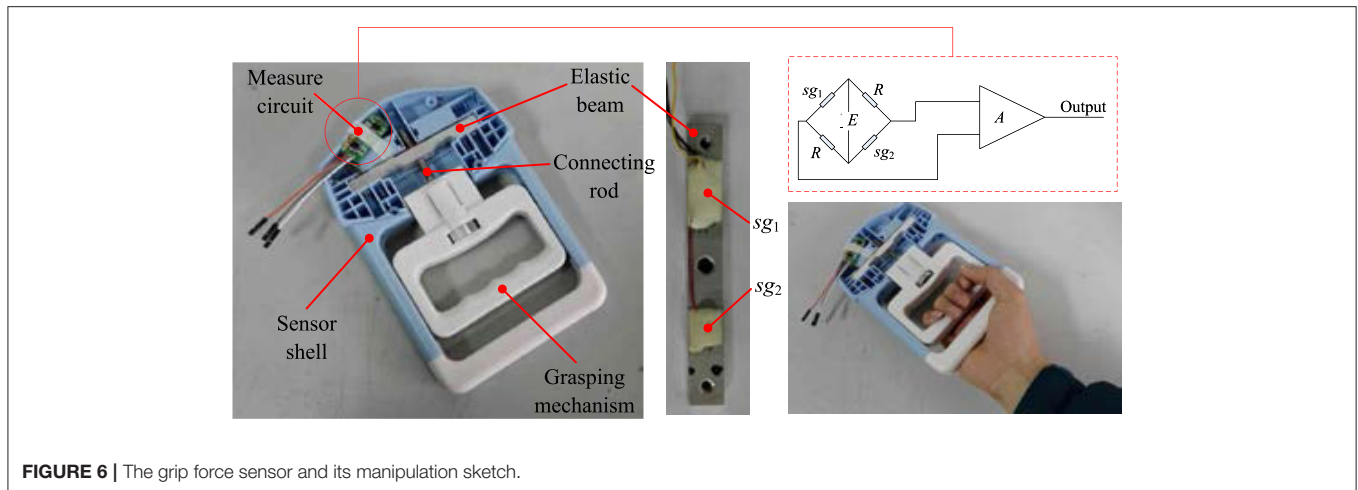 Measure
circuit
Elastic
beam
Connecting
rod
Sensor
shell
Grasping
mechanism
sg1
sg2
sg1
R
E
-
R
sg2
A
Output
FIGURE 6 | The grip force sensor and its manipulation sketch.